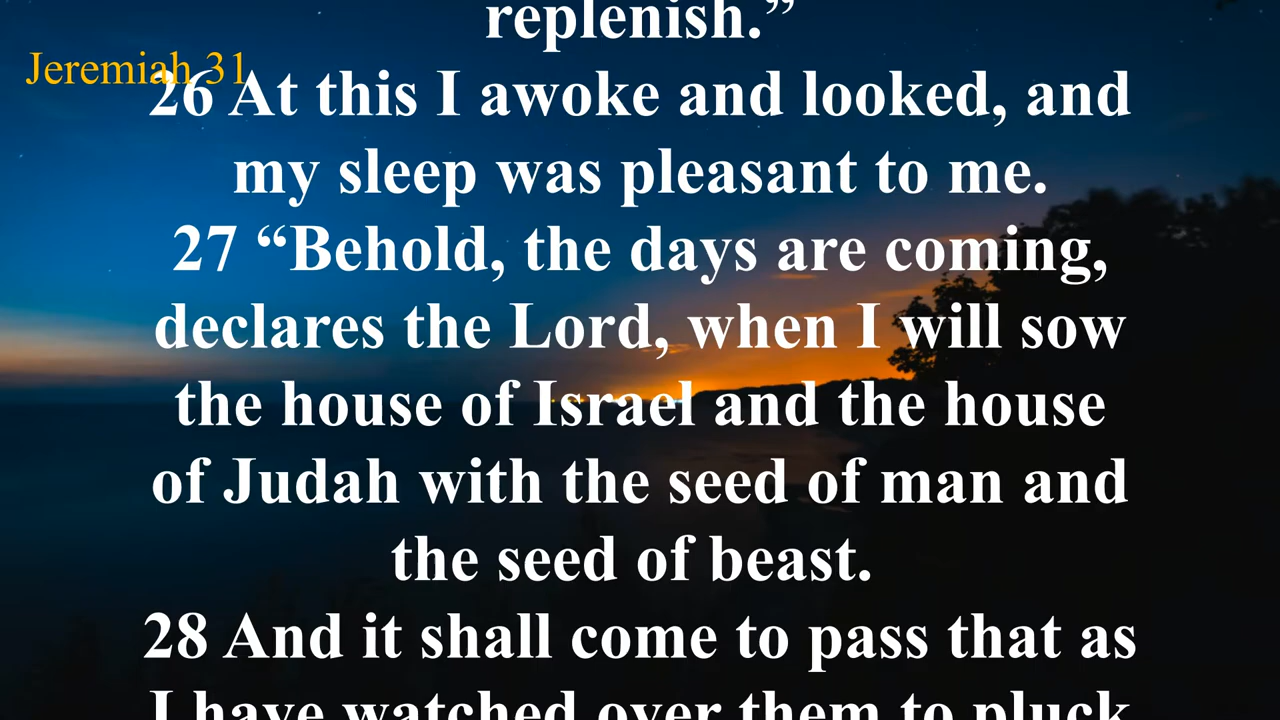 replenish.”
Jeremiah 31
26 At this I awoke and looked, and
my sleep was pleasant to me.
27 “Behold, the days are coming,
declares the Lord, when I will sow
the house of Israel and the house
of Judah with the seed of man and
the seed of beast.
28 And it shall come to pass that as
I have watched over them to pluck